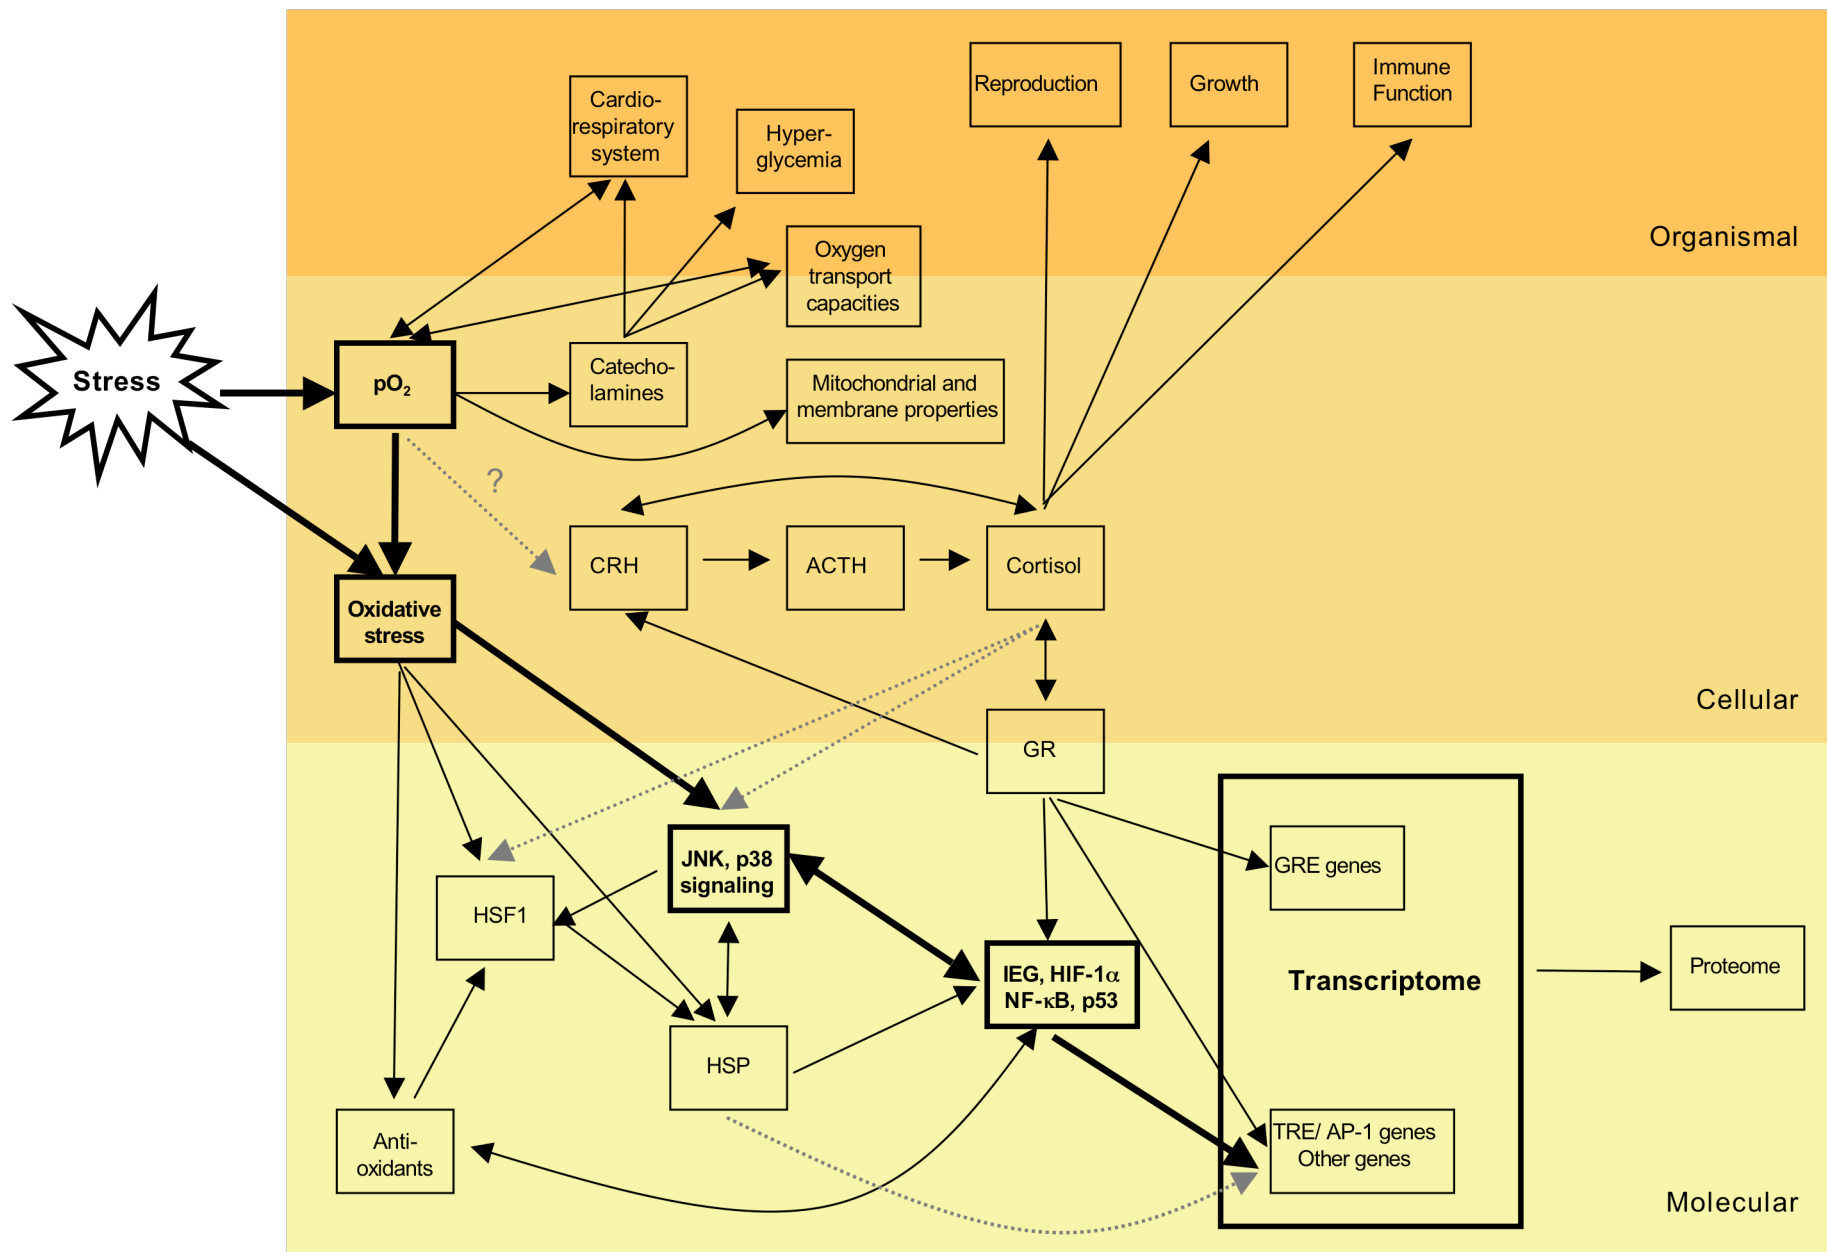 Reproduction
Growth
Immune
Function
Cardio-
respiratory
system
Hyper-
glycemia
Organismal
Oxygen
transport
capacities
Stress
pO₂
Catecho-
lamines
Mitochondrial and
membrane properties
?
CRH
ACTH
Cortisol
Oxidative
stress
Cellular
GR
JNK, p38
signaling
GRE genes
HSF1
IEG, HIF-1α
NF-κB, p53
Transcriptome
Proteome
HSP
Anti-
oxidants
TRE/ AP-1 genes
Other genes
Molecular